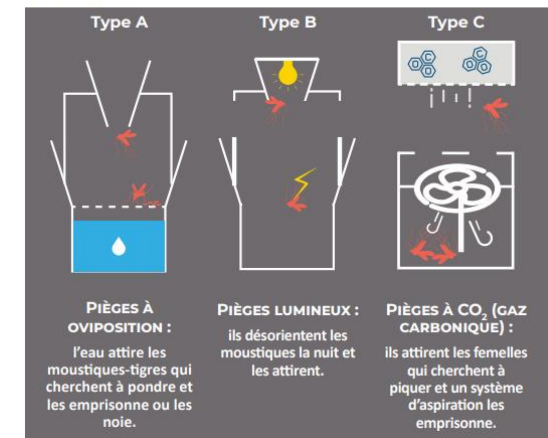 Type A
Type B
Type C
PIÈGES À
OVIPOSITION :
l'eau attire les
moustiques-tigres qui
cherchent à pondre et
les emprisonne ou les
noie.
PIÈGES LUMINEUX :
ils désorientent les
moustiques la nuit et
les attirent.
PIÈGES À CO₂ (GAZ
CARBONIQUE) :
ils attirent les femelles
qui cherchent à
piquer et un système
d'aspiration les
emprisonne.